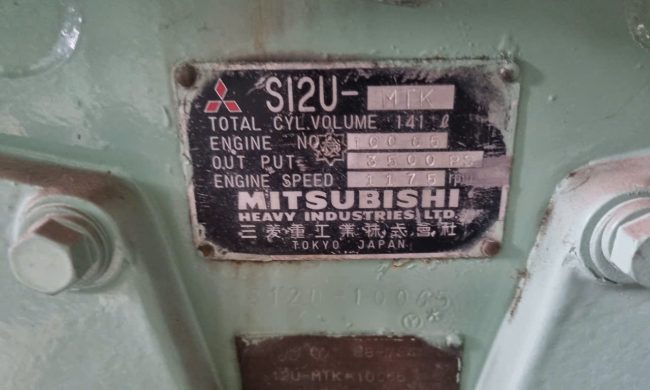 S12U-MTK
TOTAL CYL.VOLUME 141 ℓ
ENGINE NO. 10065
OUT PUT 3500 PS
ENGINE SPEED 1175 rpm
MITSUBISHI
HEAVY INDUSTRIES, LTD.
三菱重工業株式会社
TOKYO JAPAN
S12U-10065